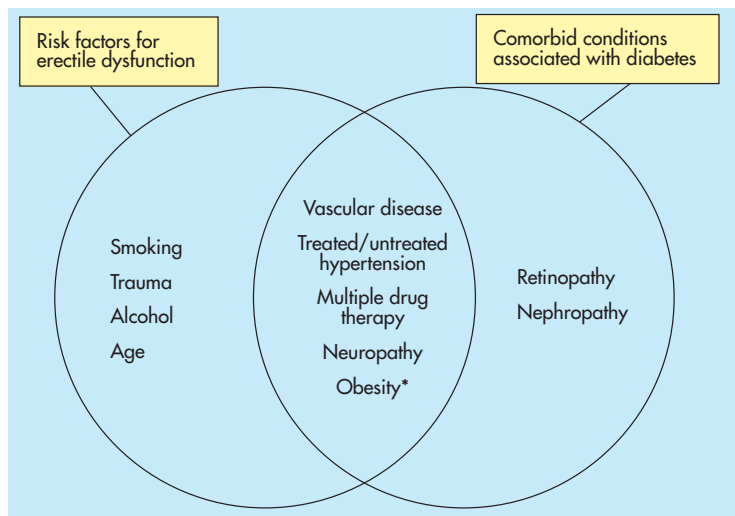 Risk factors for
erectile dysfunction
Comorbid conditions
associated with diabetes
Smoking
Trauma
Alcohol
Age
Vascular disease
Treated/untreated
hypertension
Multiple drug
therapy
Neuropathy
Obesity*
Retinopathy
Nephropathy